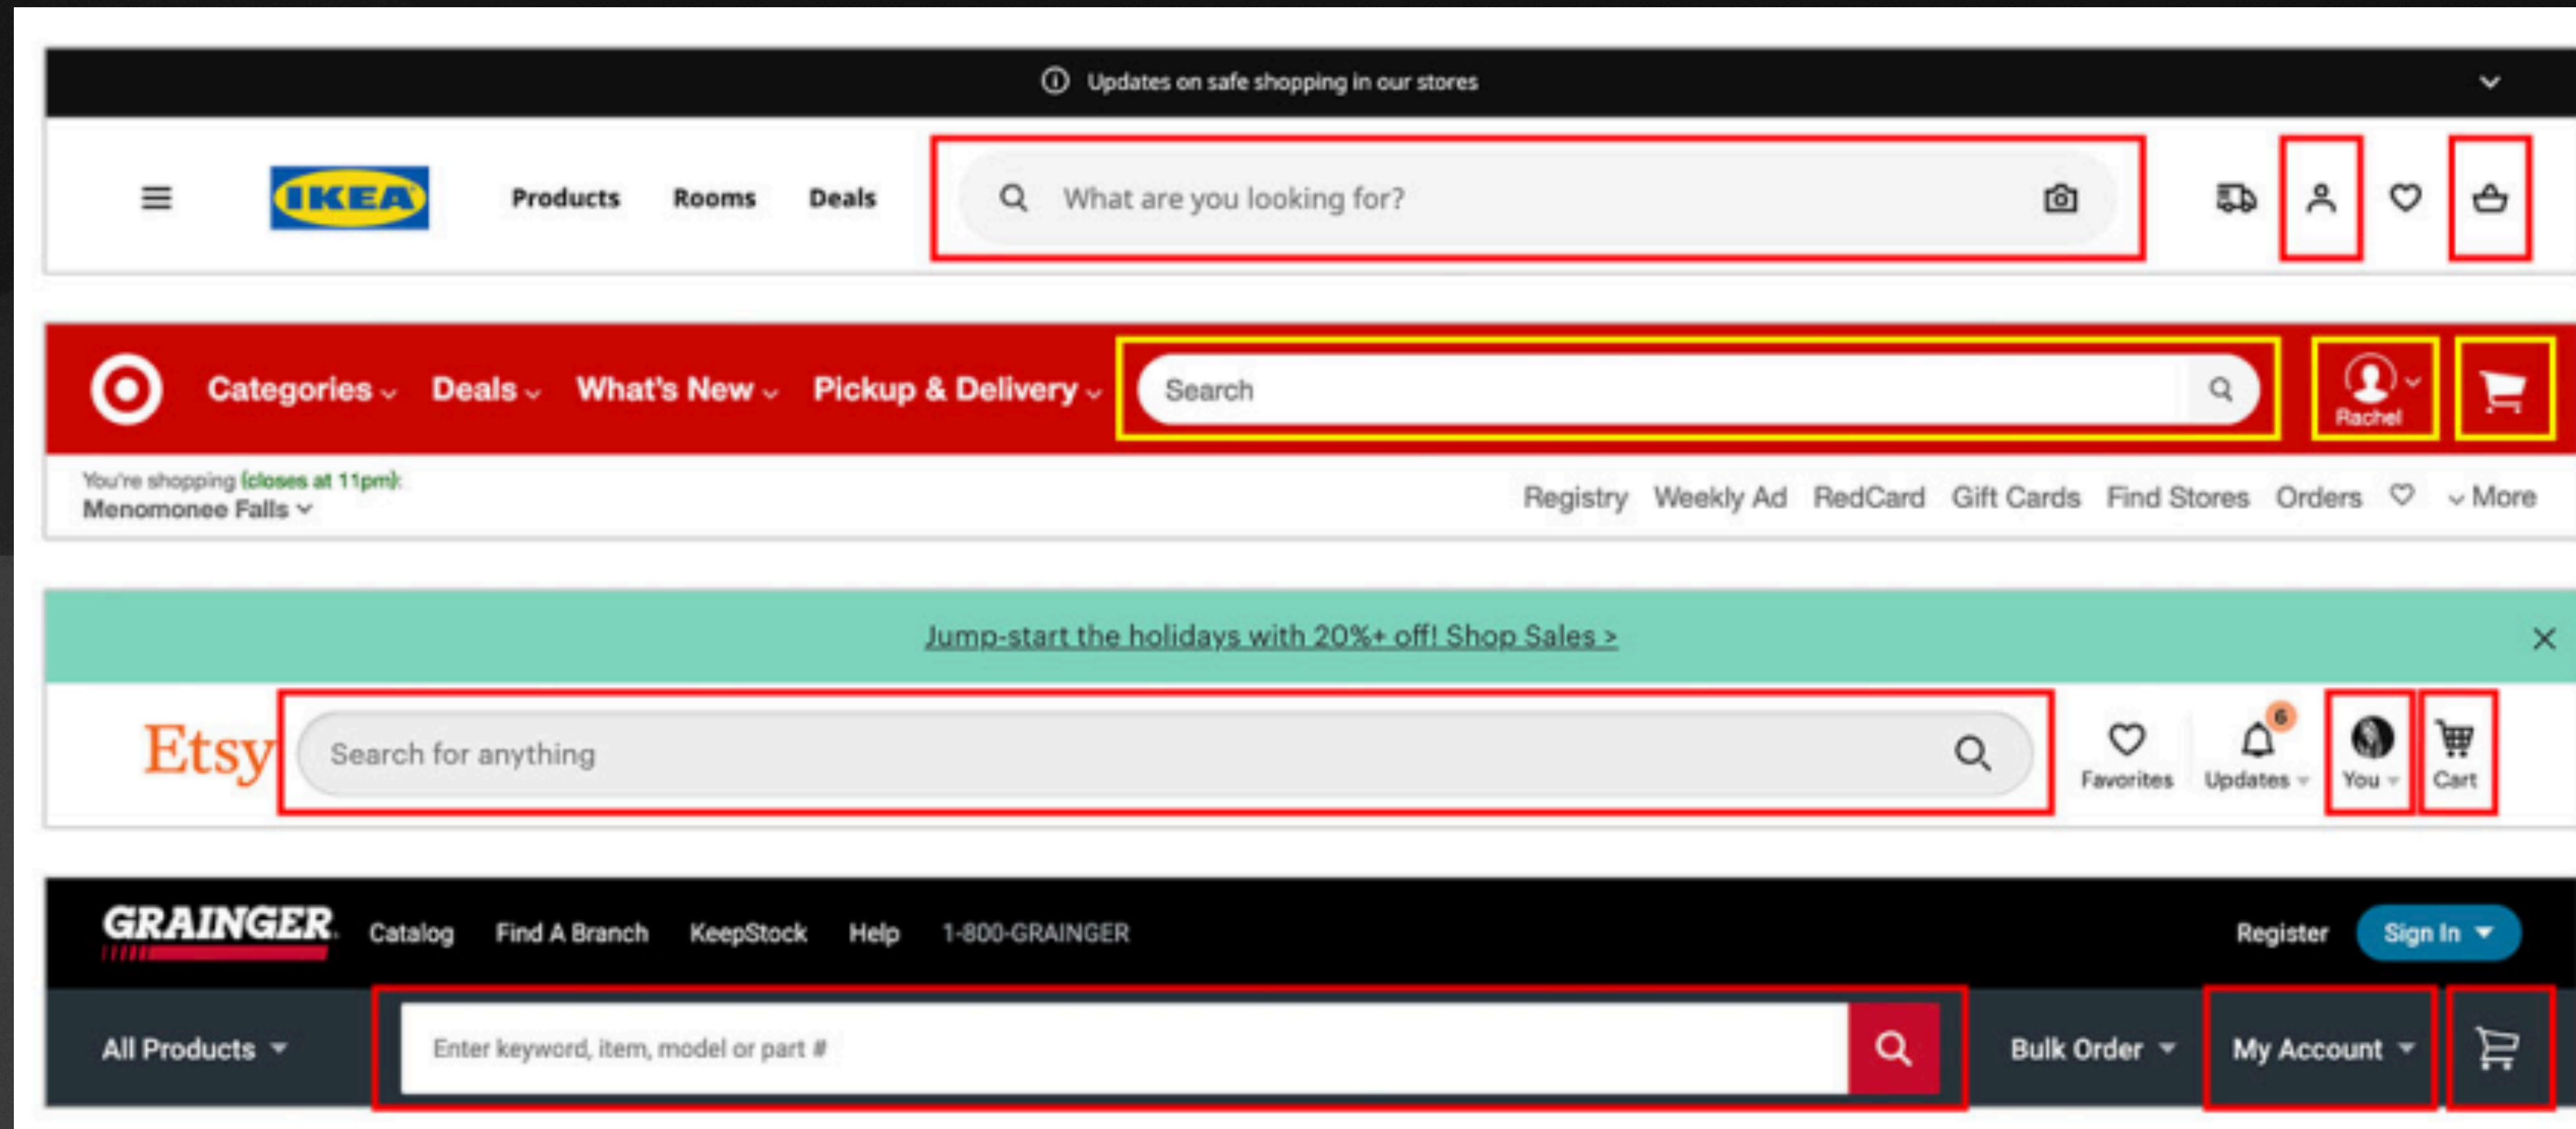 Updates on safe shopping in our stores
IKEA Products Rooms Deals What are you looking for?
Categories Deals What's New Pickup & Delivery Search
Rachel
You're shopping (closes at 11pm):
Menomonee Falls
Registry Weekly Ad RedCard Gift Cards Find Stores Orders More
Jump-start the holidays with 20%+ off! Shop Sales >
Etsy Search for anything
6
Favorites Updates You Cart
GRAINGER Catalog Find A Branch KeepStock Help 1-800-GRAINGER Register Sign In
All Products Enter keyword, item, model or part # Bulk Order My Account